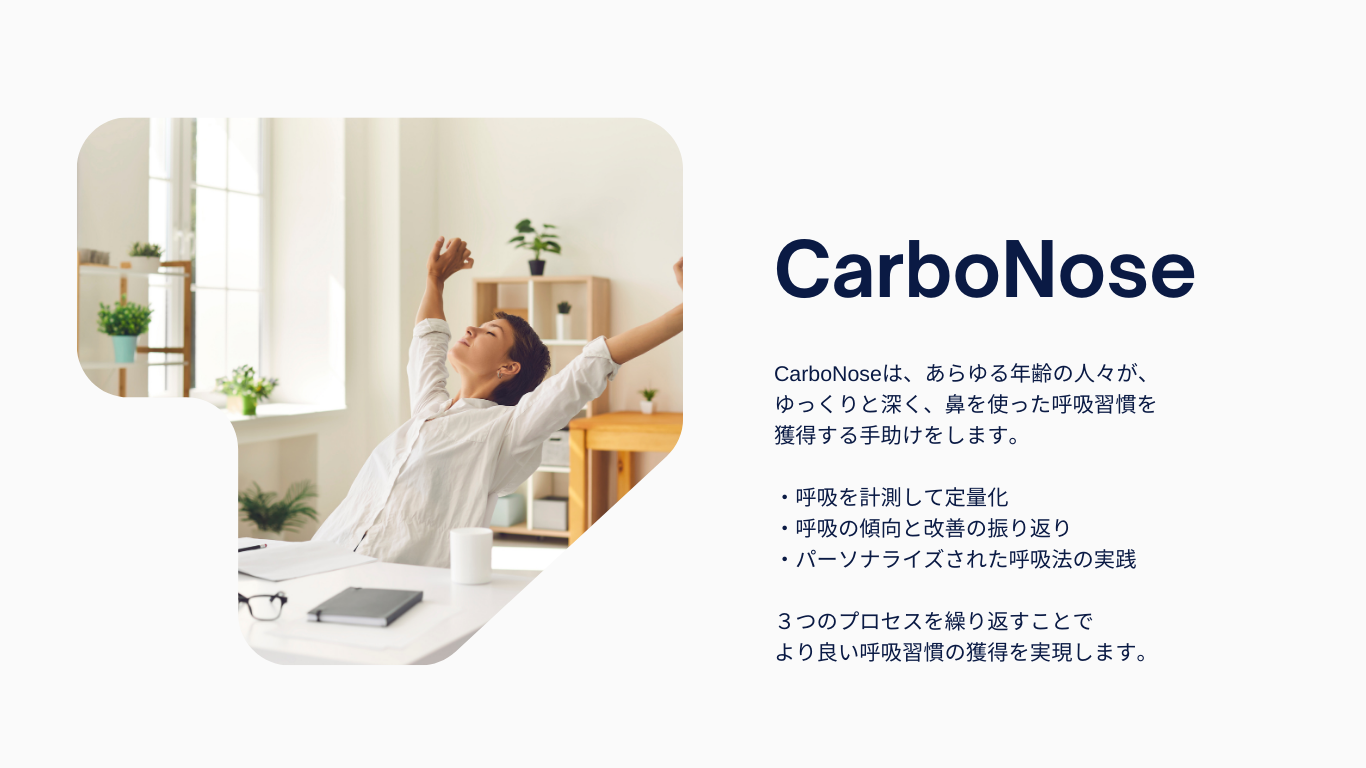 CarboNose
CarboNoseは、あらゆる年齢の人々が、
ゆっくりと深く、鼻を使った呼吸習慣を
獲得する手助けをします。
・呼吸を計測して定量化
・呼吸の傾向と改善の振り返り
・パーソナライズされた呼吸法の実践
３つのプロセスを繰り返すことで
より良い呼吸習慣の獲得を実現します。